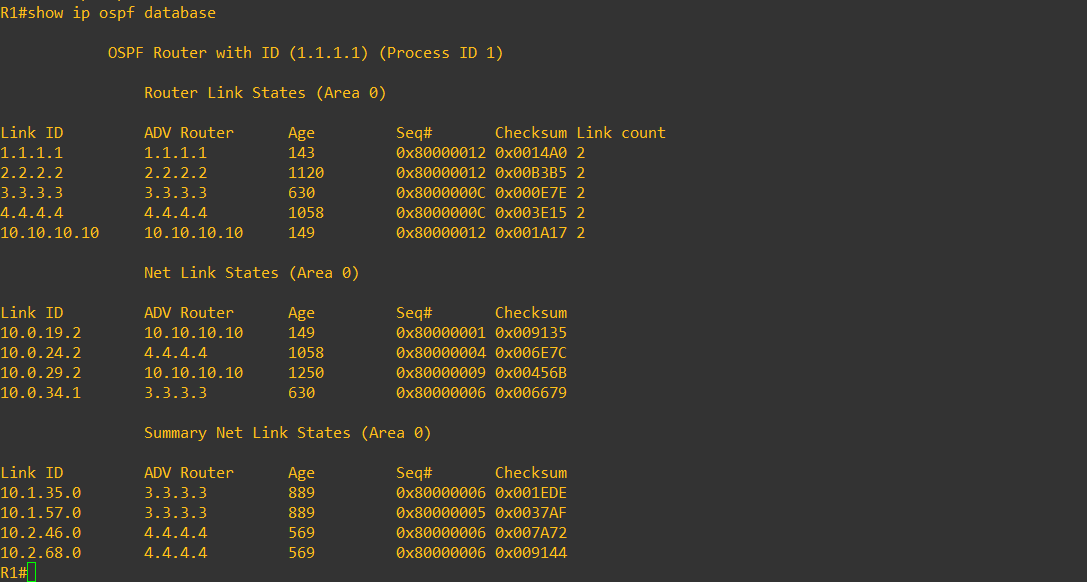 R1#show ip ospf database
OSPF Router with ID (1.1.1.1) (Process ID 1)
Router Link States (Area 0)
Link ID ADV Router Age Seq# Checksum Link count
1.1.1.1 1.1.1.1 143 0x80000012 0x0014A0 2
2.2.2.2 2.2.2.2 1120 0x80000012 0x00B3B5 2
3.3.3.3 3.3.3.3 630 0x8000000C 0x000E7E 2
4.4.4.4 4.4.4.4 1058 0x8000000C 0x003E15 2
10.10.10.10 10.10.10.10 149 0x80000012 0x001A17 2
Net Link States (Area 0)
Link ID ADV Router Age Seq# Checksum
10.0.19.2 10.10.10.10 149 0x80000001 0x009135
10.0.24.2 4.4.4.4 1058 0x80000004 0x006E7C
10.0.29.2 10.10.10.10 1250 0x80000009 0x00456B
10.0.34.1 3.3.3.3 630 0x80000006 0x006679
Summary Net Link States (Area 0)
Link ID ADV Router Age Seq# Checksum
10.1.35.0 3.3.3.3 889 0x80000006 0x001EDE
10.1.57.0 3.3.3.3 889 0x80000005 0x0037AF
10.2.46.0 4.4.4.4 569 0x80000006 0x007A72
10.2.68.0 4.4.4.4 569 0x80000006 0x009144
R1#